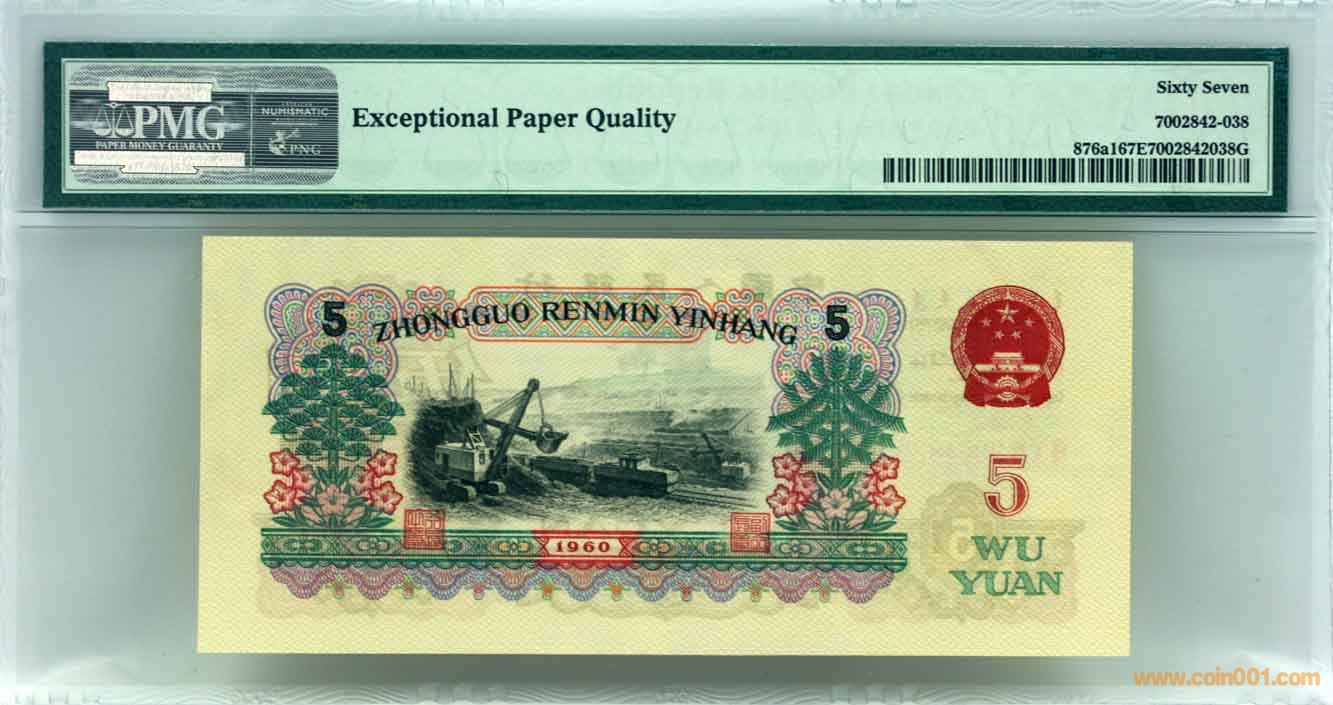 PMG
PAPER MONEY GUARANTY
NUMISMATIC
PNG
Exceptional Paper Quality
Sixty Seven
7002842-038
876a167E7002842038G
5
ZHONGGUO RENMIN YINHANG
5
5
1960
WU
YUAN
www.coin001.com